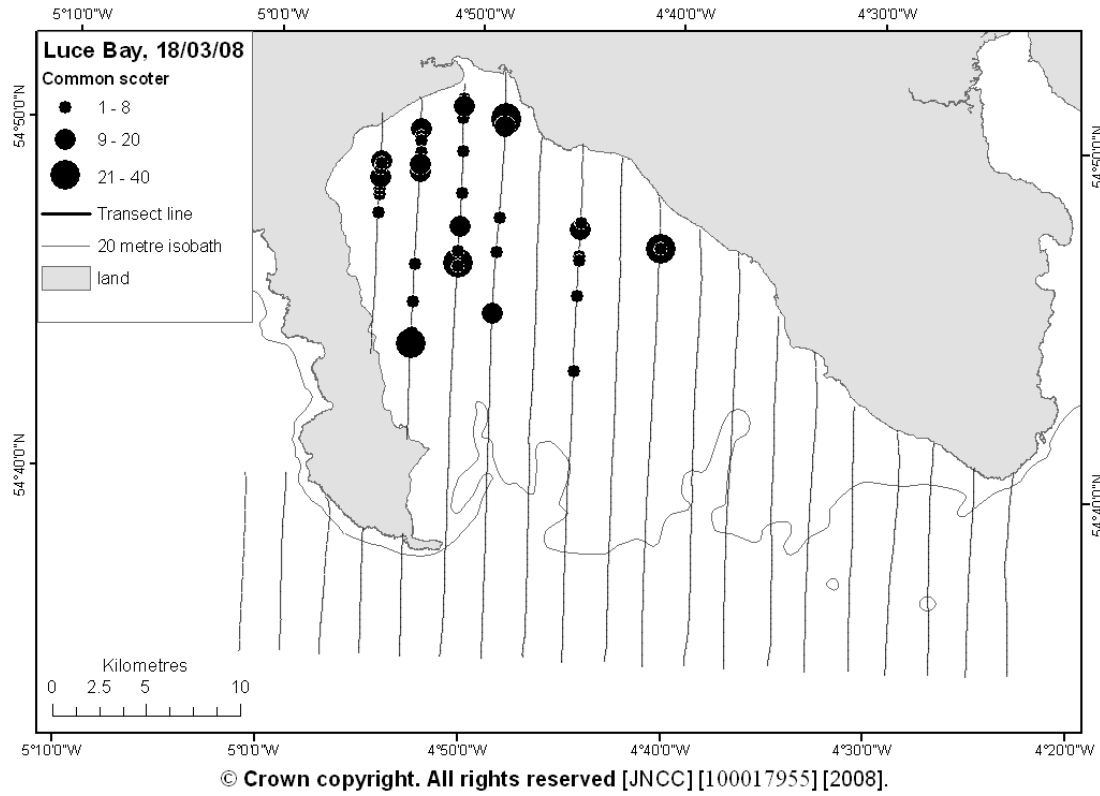 5°10'0"W 5°0'0"W 4°50'0"W 4°40'0"W 4°30'0"W
Luce Bay, 18/03/08
Common scoter
1 - 8
9 - 20
21 - 40
Transect line
20 metre isobath
land
54°50'0"N
54°50'0"N
54°40'0"N
54°40'0"N
Kilometres
0 2.5 5 10
5°10'0"W 5°0'0"W 4°50'0"W 4°40'0"W 4°30'0"W 4°20'0"W
© Crown copyright. All rights reserved [JNCC] [100017955] [2008].